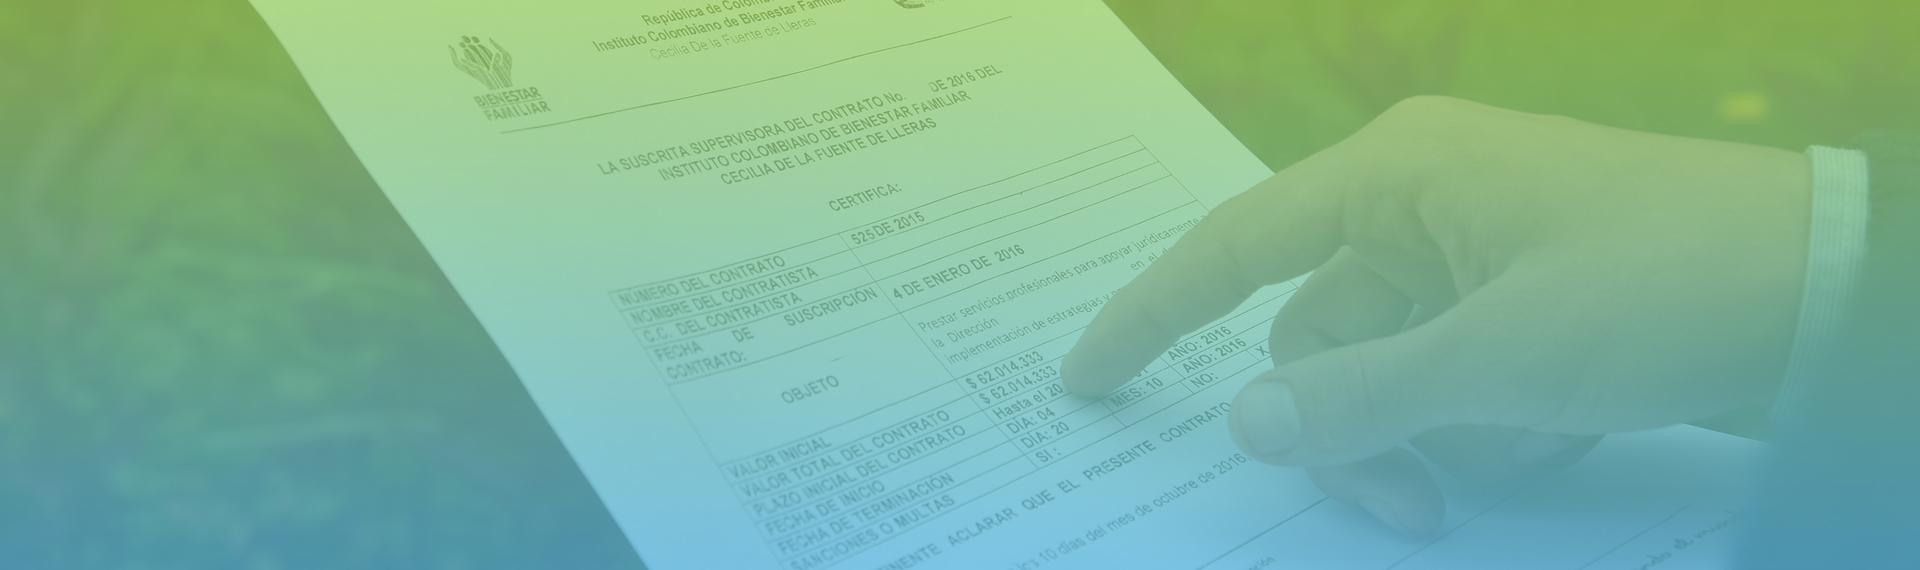 República de Colombia
Instituto Colombiano de Bienestar Familiar
Cecilia De la Fuente de Lleras
BIENESTAR
FAMILIAR
LA SUSCRITA SUPERVISORA DEL CONTRATO No. DE 2016 DEL
INSTITUTO COLOMBIANO DE BIENESTAR FAMILIAR
CECILIA DE LA FUENTE DE LLERAS
CERTIFICA:
NÚMERO DEL CONTRATO 525 DE 2015
NOMBRE DEL CONTRATISTA
C.C. DEL CONTRATISTA
FECHA DE SUSCRIPCIÓN 4 DE ENERO DE 2016
CONTRATO:
OBJETO
Prestar servicios profesionales para apoyar jurídicamente
la Dirección en el
implementación de estrategias y
VALOR INICIAL $ 62.014.333
VALOR TOTAL DEL CONTRATO $ 62.014.333
PLAZO INICIAL DEL CONTRATO Hasta el 20
FECHA DE INICIO DÍA: 04 AÑO: 2016
FECHA DE TERMINACIÓN DÍA: 20 MES: 10 AÑO: 2016
SANCIONES O MULTAS SI : NO: X
ACLARAR QUE EL PRESENTE CONTRATO
10 días del mes de octubre de 2016